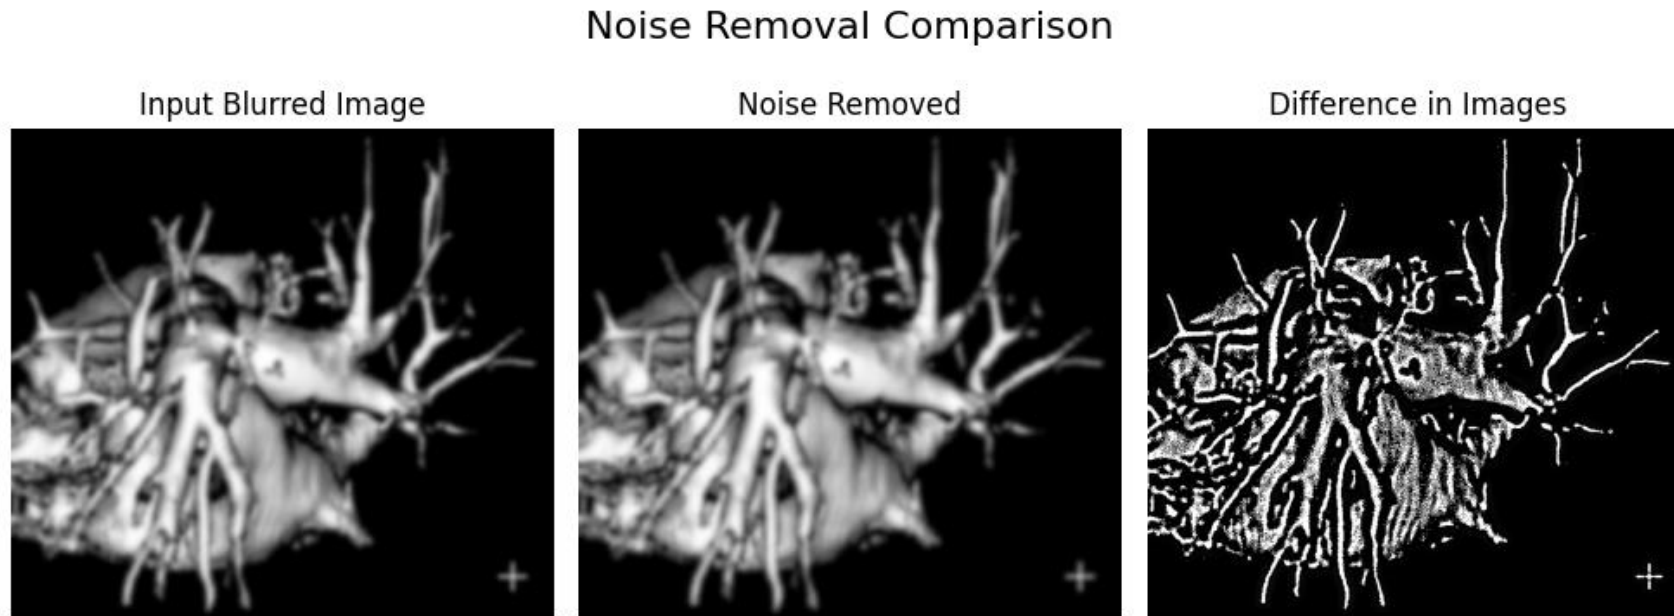 Noise Removal Comparison
Input Blurred Image
Noise Removed
Difference in Images